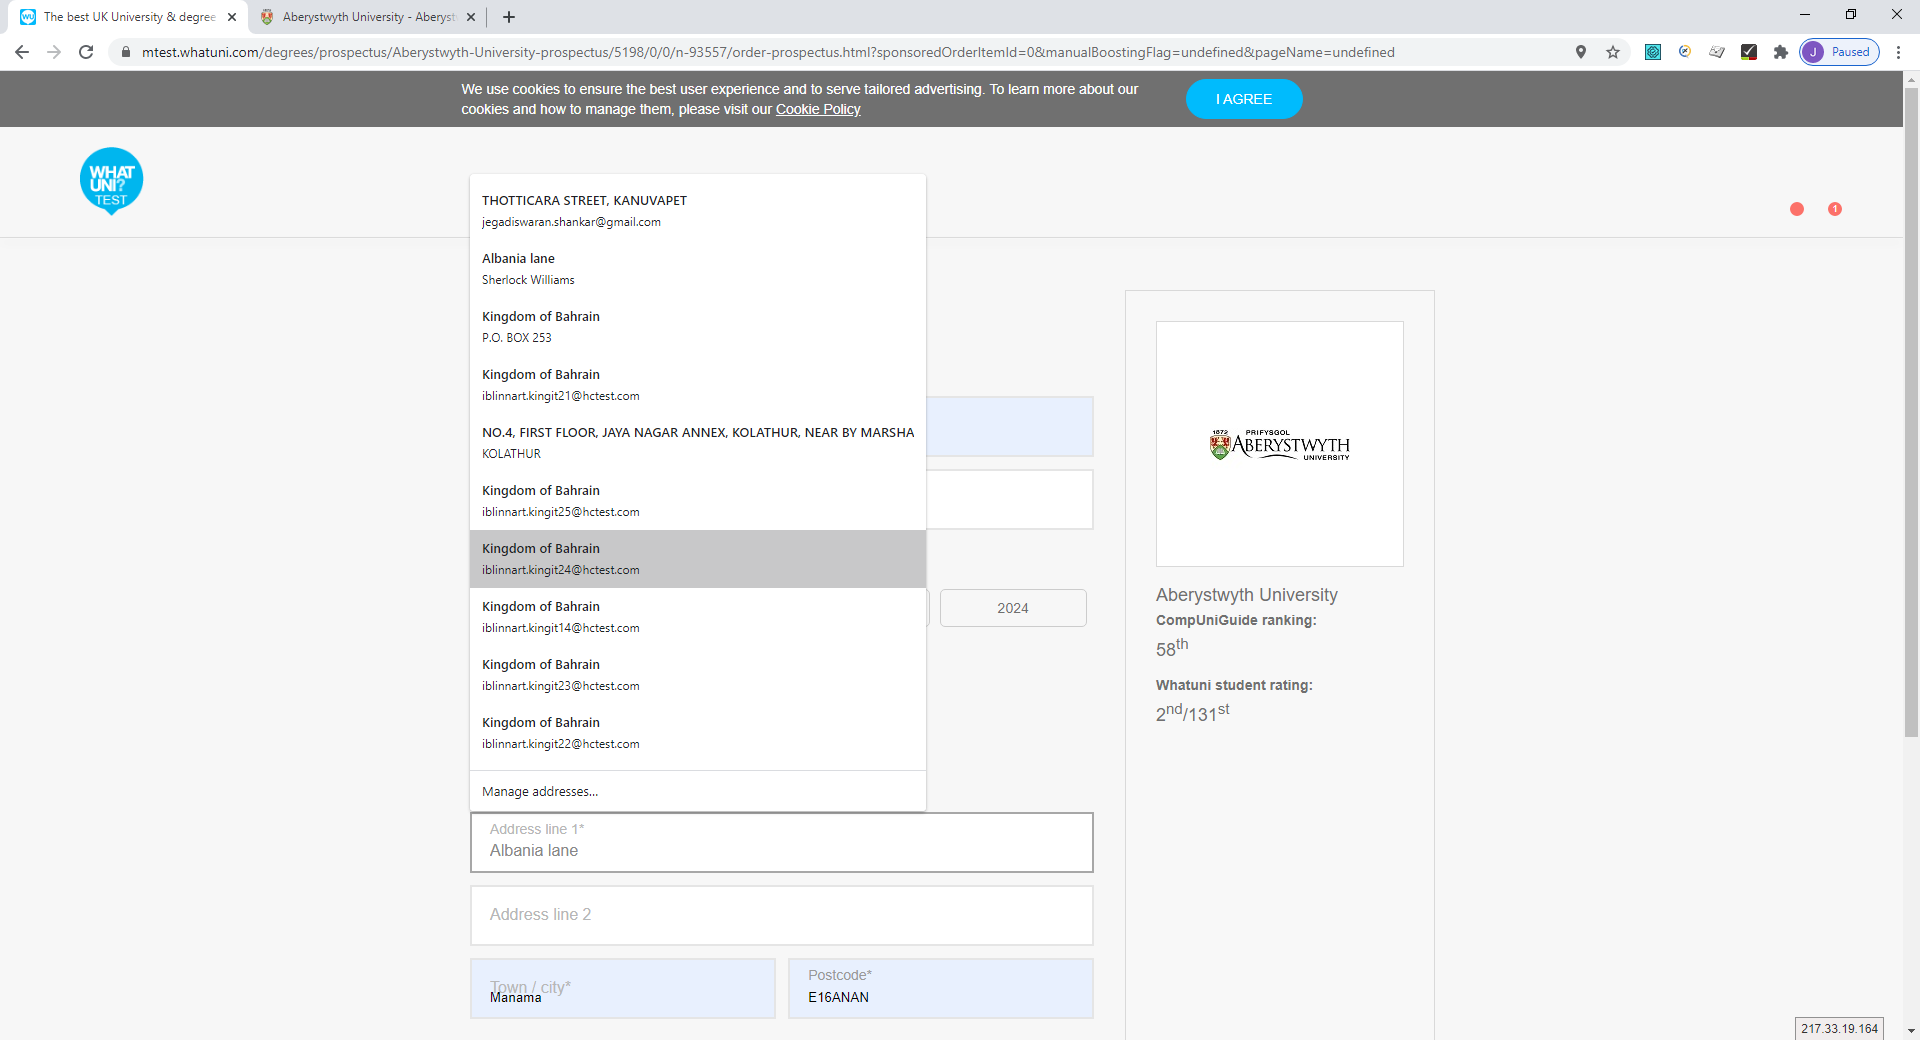 The best UK University & degree
Aberystwyth University - Aberyst
mtest.whatuni.com/degrees/prospectus/Aberystwyth-University-prospectus/5198/0/0/n-93557/order-prospectus.html?sponsoredOrderItemId=0&manualBoostingFlag=undefined&pageName=undefined
J Paused
We use cookies to ensure the best user experience and to serve tailored advertising. To learn more about our
cookies and how to manage them, please visit our Cookie Policy
I AGREE
WHAT
UNI?
TEST
1
THOTTICARA STREET, KANUVAPET
jegadiswaran.shankar@gmail.com
Albania lane
Sherlock Williams
Kingdom of Bahrain
P.O. BOX 253
Kingdom of Bahrain
iblinnart.kingit21@hctest.com
NO.4, FIRST FLOOR, JAYA NAGAR ANNEX, KOLATHUR, NEAR BY MARSHA
KOLATHUR
Kingdom of Bahrain
iblinnart.kingit25@hctest.com
Kingdom of Bahrain
iblinnart.kingit24@hctest.com
Kingdom of Bahrain
iblinnart.kingit14@hctest.com
Kingdom of Bahrain
iblinnart.kingit23@hctest.com
Kingdom of Bahrain
iblinnart.kingit22@hctest.com
Manage addresses...
2024
Address line 1*
Albania lane
Address line 2
Town / city*
Manama
Postcode*
E16ANAN
1872 PRIFYSGOL
ABERYSTWYTH
UNIVERSITY
Aberystwyth University
CompUniGuide ranking:
58th
Whatuni student rating:
2nd/131st
217.33.19.164